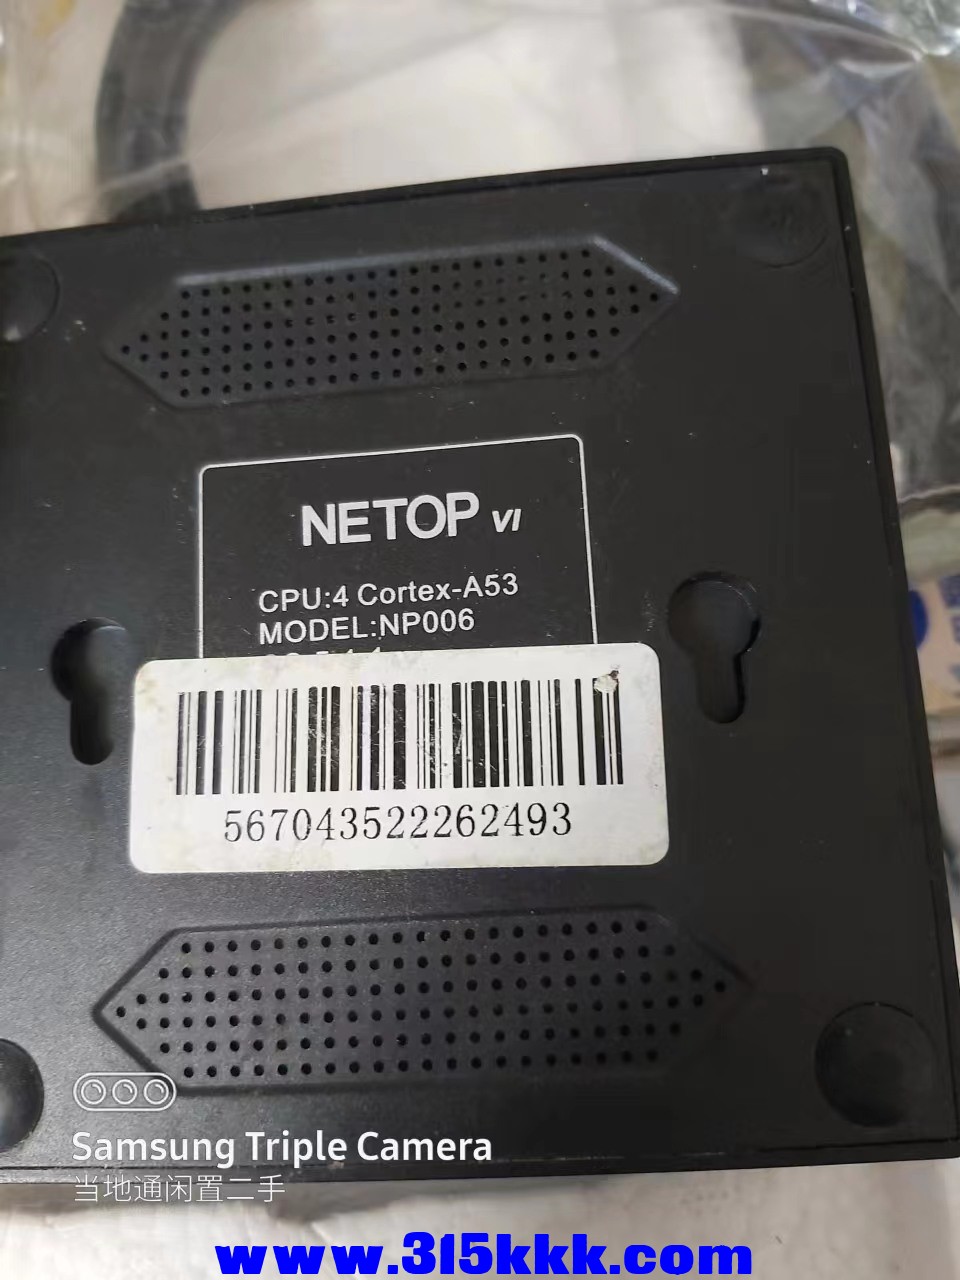 NETOP VI
CPU:4 Cortex-A53
MODEL:NP006
567043522262493
Samsung Triple Camera
当地通闲置二手
www.315kkk.com